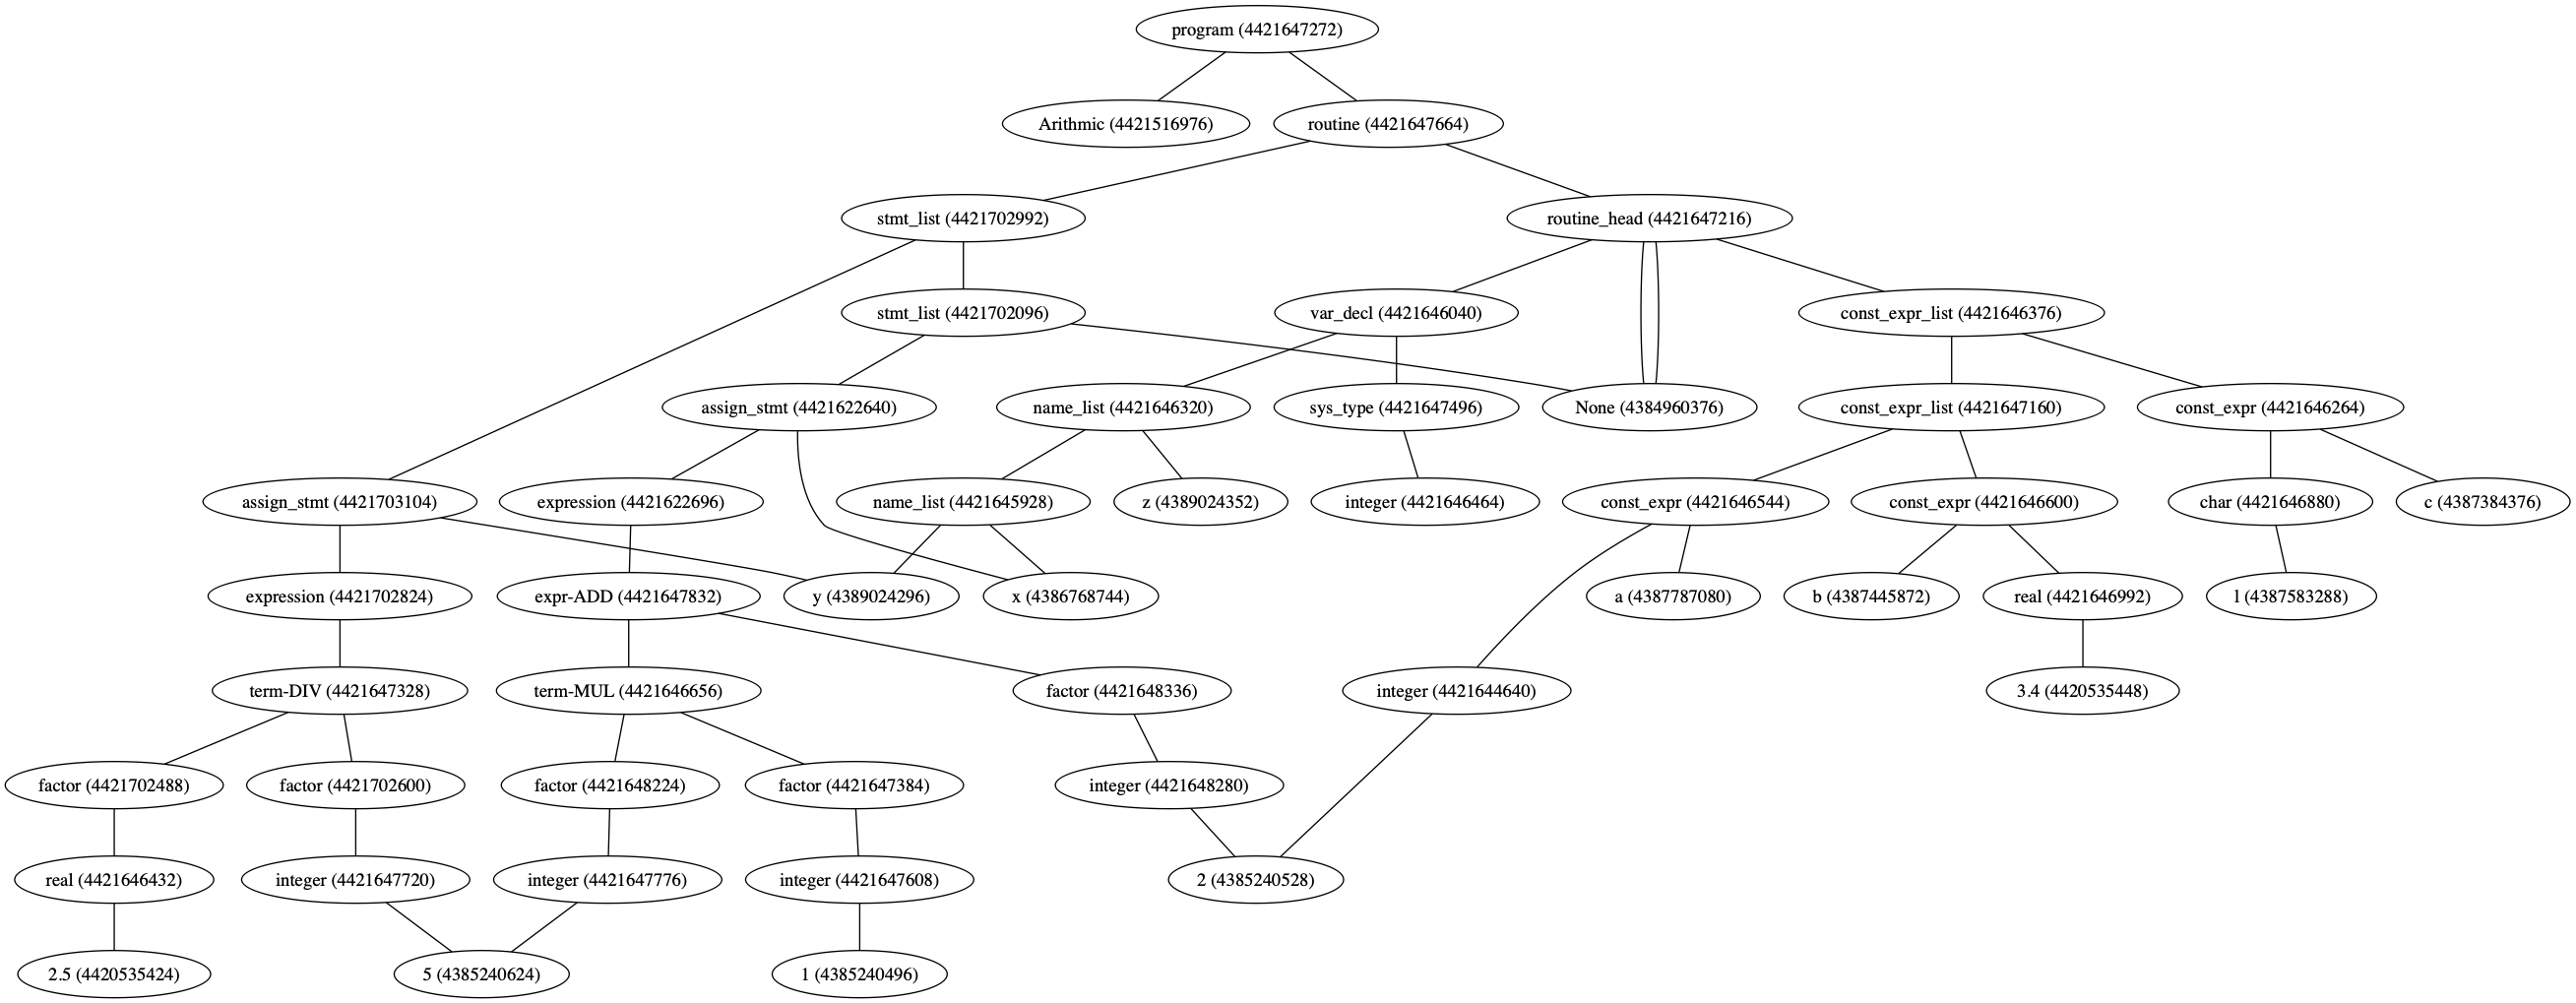 program (4421647272)
Arithmic (4421516976)
routine (4421647664)
stmt_list (4421702992)
routine_head (4421647216)
stmt_list (4421702096)
var_decl (4421646040)
const_expr_list (4421646376)
assign_stmt (4421622640)
name_list (4421646320)
sys_type (4421647496)
None (4384960376)
const_expr_list (4421647160)
const_expr (4421646264)
assign_stmt (4421703104)
expression (4421622696)
name_list (4421645928)
z (4389024352)
integer (4421646464)
const_expr (4421646544)
const_expr (4421646600)
char (4421646880)
c (4387384376)
expression (4421702824)
expr-ADD (4421647832)
y (4389024296)
x (4386768744)
a (4387787080)
b (4387445872)
real (4421646992)
l (4387583288)
term-DIV (4421647328)
term-MUL (4421646656)
factor (4421648336)
integer (4421644640)
3.4 (4420535448)
factor (4421702488)
factor (4421702600)
factor (4421648224)
factor (4421647384)
integer (4421648280)
real (4421646432)
integer (4421647720)
integer (4421647776)
integer (4421647608)
2 (4385240528)
2.5 (4420535424)
5 (4385240624)
1 (4385240496)